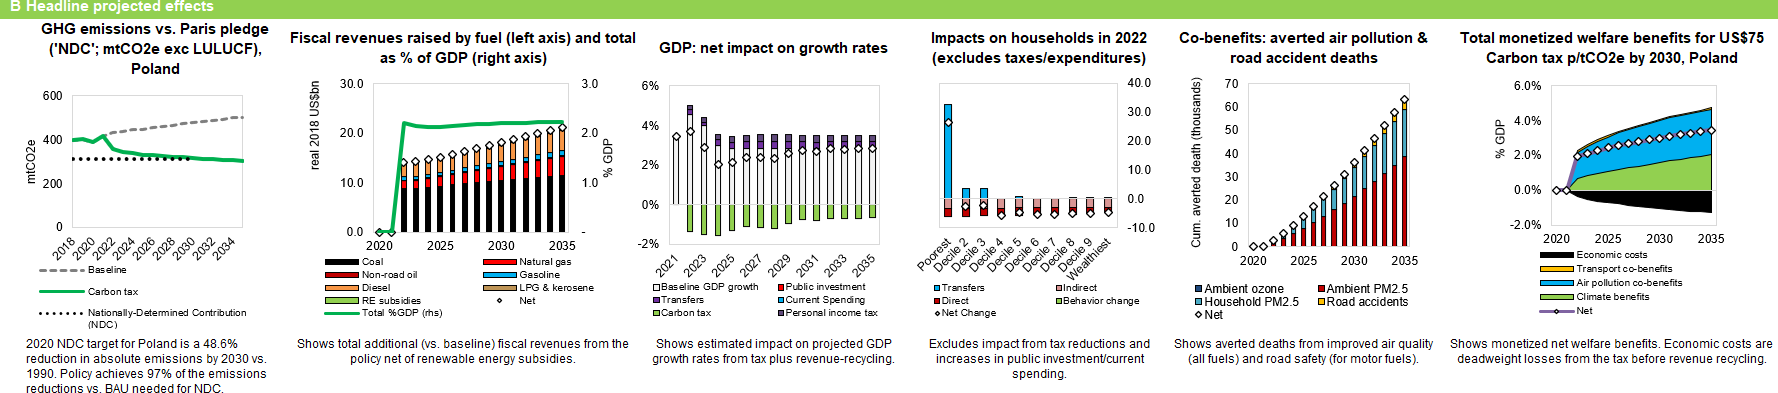 B Headline projected effects
GHG emissions vs. Paris pledge
('NDC'; mtCO2e exc LULUCF),
Poland
600
400
200
0
mtCO2e
2018
2020
2022
2024
2026
2028
2030
2032
2034
Baseline
Carbon tax
Nationally-Determined Contribution
(NDC)
2020 NDC target for Poland is a 48.6%
reduction in absolute emissions by 2030 vs.
1990. Policy achieves 97% of the emissions
reductions vs. BAU needed for NDC.
Fiscal revenues raised by fuel (left axis) and total
as % of GDP (right axis)
real 2018 US$bn
30.0
20.0
10.0
0.0
3.0
2.0
1.0
-
% GDP
2020
2025
2030
2035
Coal
Natural gas
Non-road oil
Gasoline
Diesel
LPG & kerosene
RE subsidies
Net
Total %GDP (rhs)
Shows total additional (vs. baseline) fiscal revenues from the
policy net of renewable energy subsidies.
GDP: net impact on growth rates
6%
4%
2%
0%
-2%
2021
2023
2025
2027
2029
2031
2033
2035
Baseline GDP growth
Public investment
Transfers
Current Spending
Carbon tax
Personal income tax
Shows estimated impact on projected GDP
growth rates from tax plus revenue-recycling.
Impacts on households in 2022
(excludes taxes/expenditures)
40.0
30.0
20.0
10.0
0.0
-10.0
Poorest
Decile 2
Decile 3
Decile 4
Decile 5
Decile 6
Decile 7
Decile 8
Decile 9
Wealthiest
Transfers
Indirect
Direct
Behavior change
Net Change
Excludes impact from tax reductions and
increases in public investment/current
spending.
Co-benefits: averted air pollution &
road accident deaths
Cum. averted death (thousands)
70
60
50
40
30
20
10
0
2020
2025
2030
2035
Ambient ozone
Ambient PM2.5
Household PM2.5
Road accidents
Net
Shows averted deaths from improved air quality
(all fuels) and road safety (for motor fuels).
Total monetized welfare benefits for US$75
Carbon tax p/tCO2e by 2030, Poland
% GDP
6.0%
4.0%
2.0%
0.0%
-2.0%
2020
2025
2030
2035
Economic costs
Transport co-benefits
Air pollution co-benefits
Climate benefits
Net
Shows monetized net welfare benefits. Economic costs are
deadweight losses from the tax before revenue recycling.